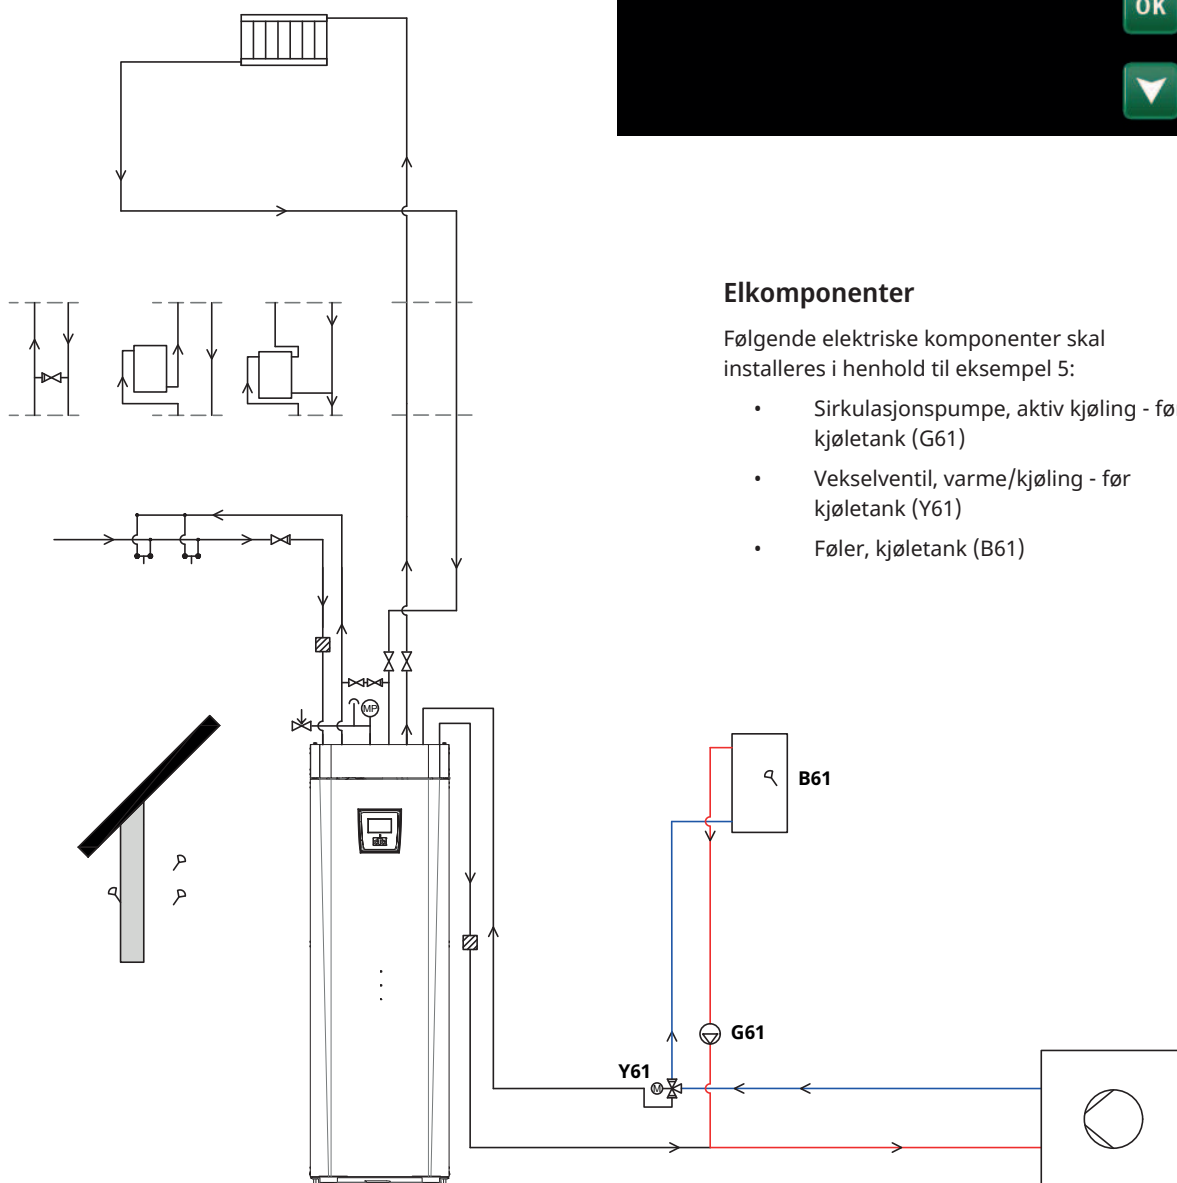 OK
Elkomponenter
Følgende elektriske komponenter skal
installeres i henhold til eksempel 5:
• Sirkulasjonspumpe, aktiv kjøling - før
kjøletank (G61)
• Vekselventil, varme/kjøling - før
kjøletank (Y61)
• Føler, kjøletank (B61)
MP
B61
G61
Y61
M